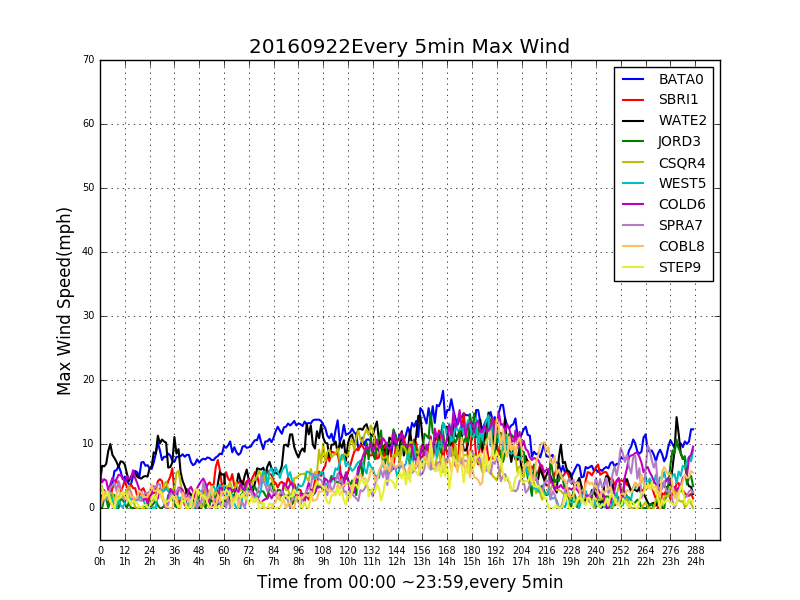 20160922Every 5min Max Wind
70
60
50
40
30
20
10
0
Max Wind Speed(mph)
BATA0
SBRI1
WATE2
JORD3
CSQR4
WEST5
COLD6
SPRA7
COBL8
STEP9
0 12 24 36 48 60 72 84 96 108 120 132 144 156 168 180 192 204 216 228 240 252 264 276 288
0h 1h 2h 3h 4h 5h 6h 7h 8h 9h 10h 11h 12h 13h 14h 15h 16h 17h 18h 19h 20h 21h 22h 23h 24h
Time from 00:00 ~23:59,every 5min